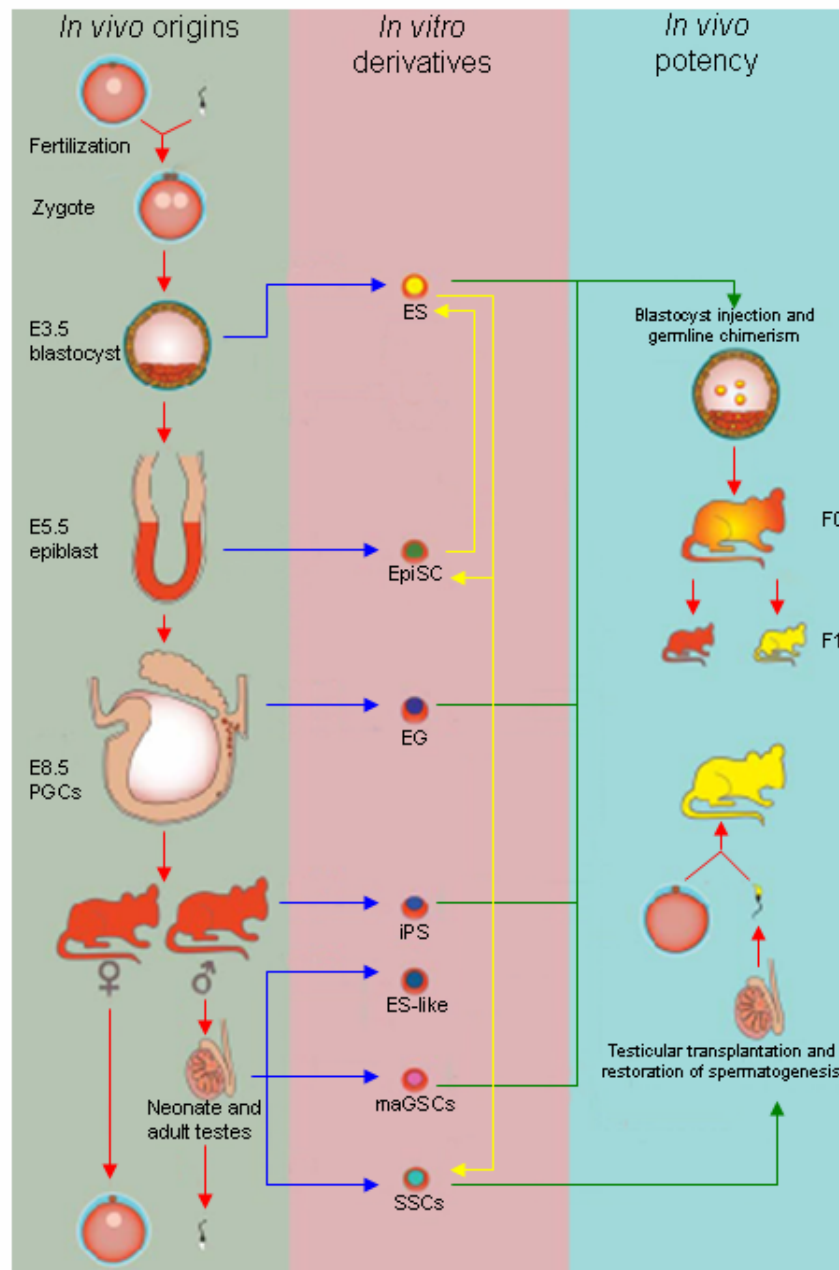 In vivo origins
In vitro
derivatives
In vivo
potency
Fertilization
Zygote
E3.5
blastocyst
ES
Blastocyst injection and
germline chimerism
E5.5
epiblast
EpiSC
F0
F1
EG
E8.5
PGCs
iPS
♀
♂
ES-like
Testicular transplantation and
restoration of spermatogenesis
Neonate and
adult testes
maGSCs
SSCs